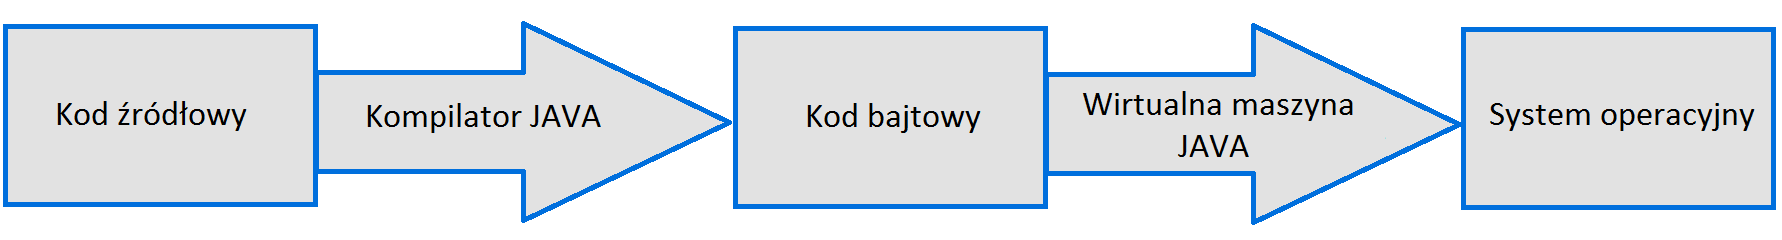 Kod źródłowy
Kompilator JAVA
Kod bajtowy
Wirtualna maszyna
JAVA
System operacyjny